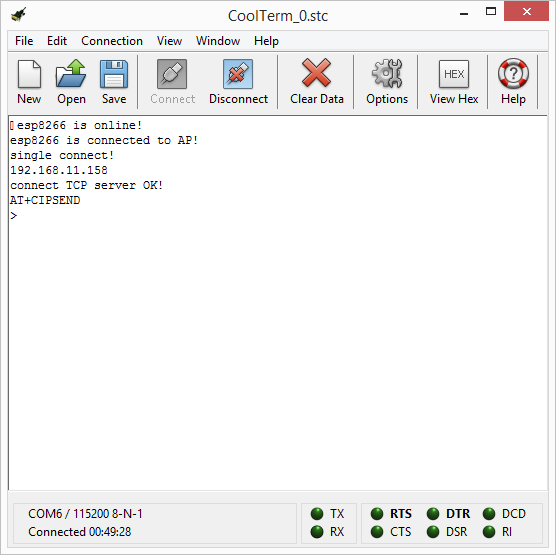 CoolTerm_0.stc
File Edit Connection View Window Help
New Open Save Connect Disconnect Clear Data Options HEX View Hex Help
esp8266 is online!
esp8266 is connected to AP!
single connect!
192.168.11.158
connect TCP server OK!
AT+CIPSEND
>
COM6 / 115200 8-N-1 TX RTS DTR DCD
Connected 00:49:28 RX CTS DSR RI